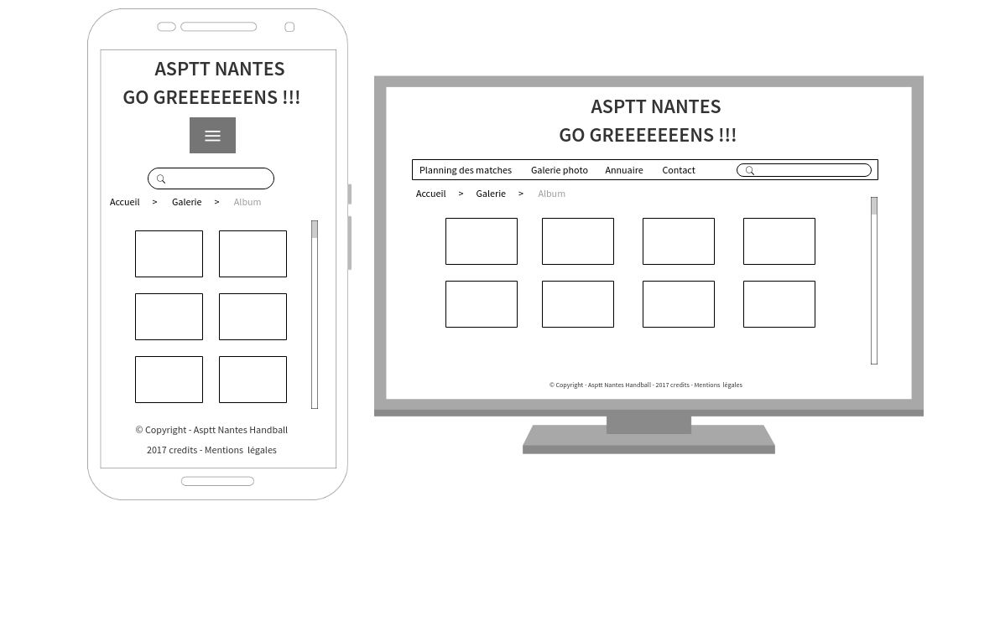 ASPTT NANTES
GO GREEEEEEENS !!!
Accueil > Galerie > Album
© Copyright - Asptt Nantes Handball
2017 credits - Mentions légales
ASPTT NANTES
GO GREEEEEEENS !!!
Planning des matches Galerie photo Annuaire Contact
Accueil > Galerie > Album
© Copyright - Asptt Nantes Handball - 2017 credits - Mentions légales